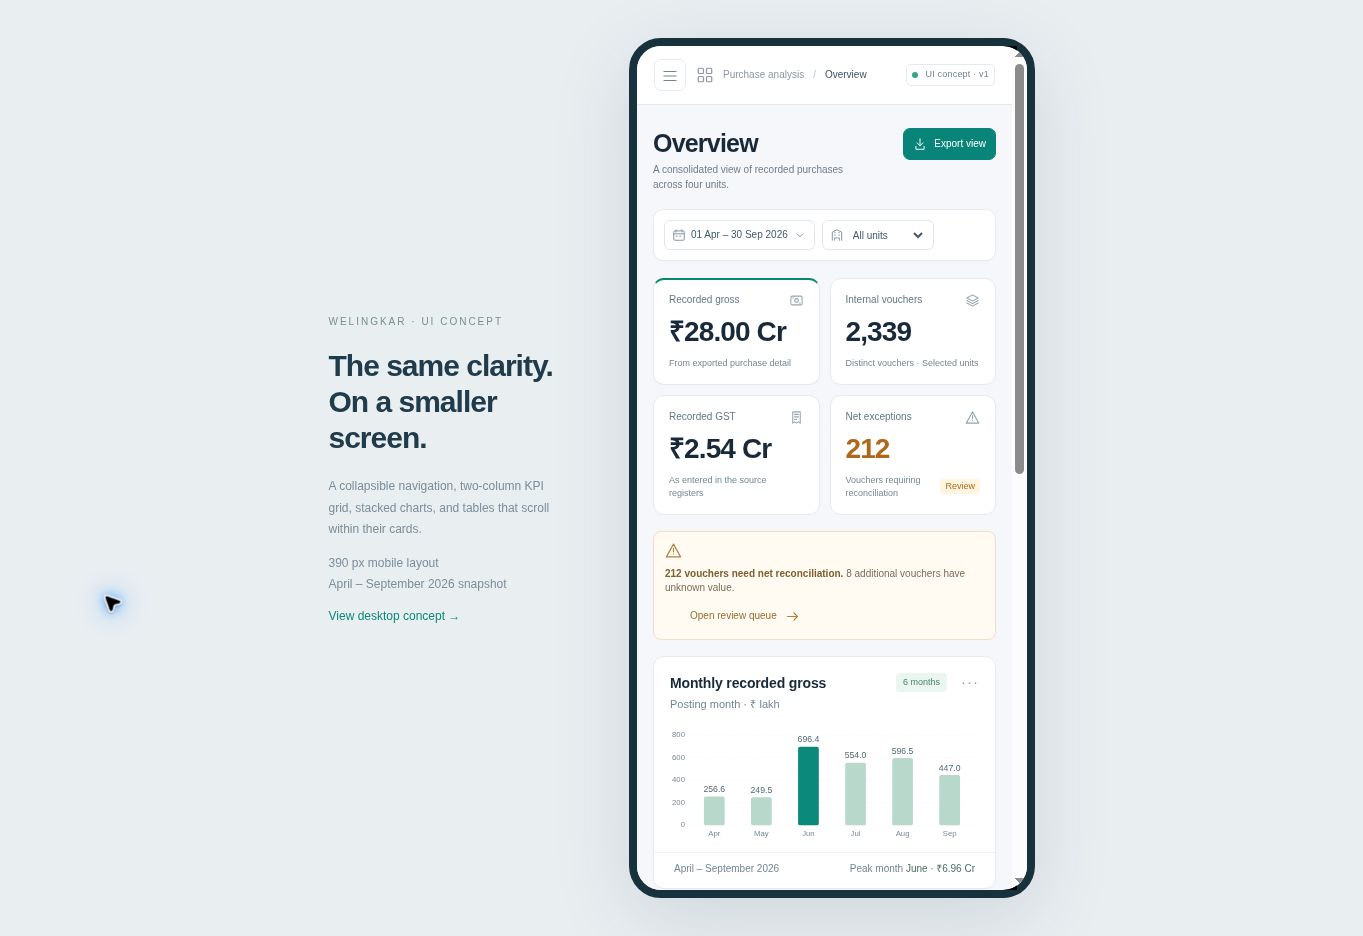 WELINGKAR · UI CONCEPT
The same clarity.
On a smaller
screen.
A collapsible navigation, two-column KPI
grid, stacked charts, and tables that scroll
within their cards.
390 px mobile layout
April – September 2026 snapshot
View desktop concept →
Purchase analysis / Overview
UI concept · v1
Overview
Export view
A consolidated view of recorded purchases
across four units.
01 Apr – 30 Sep 2026
All units
Recorded gross
₹28.00 Cr
From exported purchase detail
Internal vouchers
2,339
Distinct vouchers · Selected units
Recorded GST
₹2.54 Cr
As entered in the source
registers
Net exceptions
212
Vouchers requiring
reconciliation
Review
212 vouchers need net reconciliation. 8 additional vouchers have
unknown value.
Open review queue →
Monthly recorded gross
6 months
Posting month · ₹ lakh
800
600
400
200
0
256.6
249.5
696.4
554.0
596.5
447.0
Apr
May
Jun
Jul
Aug
Sep
April – September 2026
Peak month June · ₹6.96 Cr